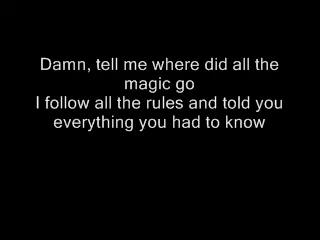 Damn, tell me where did all the
magic go
I follow all the rules and told you
everything you had to know